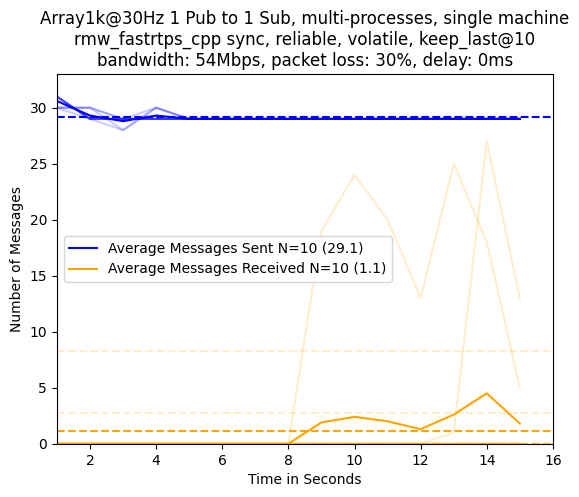 Array1k@30Hz 1 Pub to 1 Sub, multi-processes, single machine
rmw_fastrtps_cpp sync, reliable, volatile, keep_last@10
bandwidth: 54Mbps, packet loss: 30%, delay: 0ms
Number of Messages
30
25
20
15
10
5
0
Average Messages Sent N=10 (29.1)
Average Messages Received N=10 (1.1)
2 4 6 8 10 12 14 16
Time in Seconds